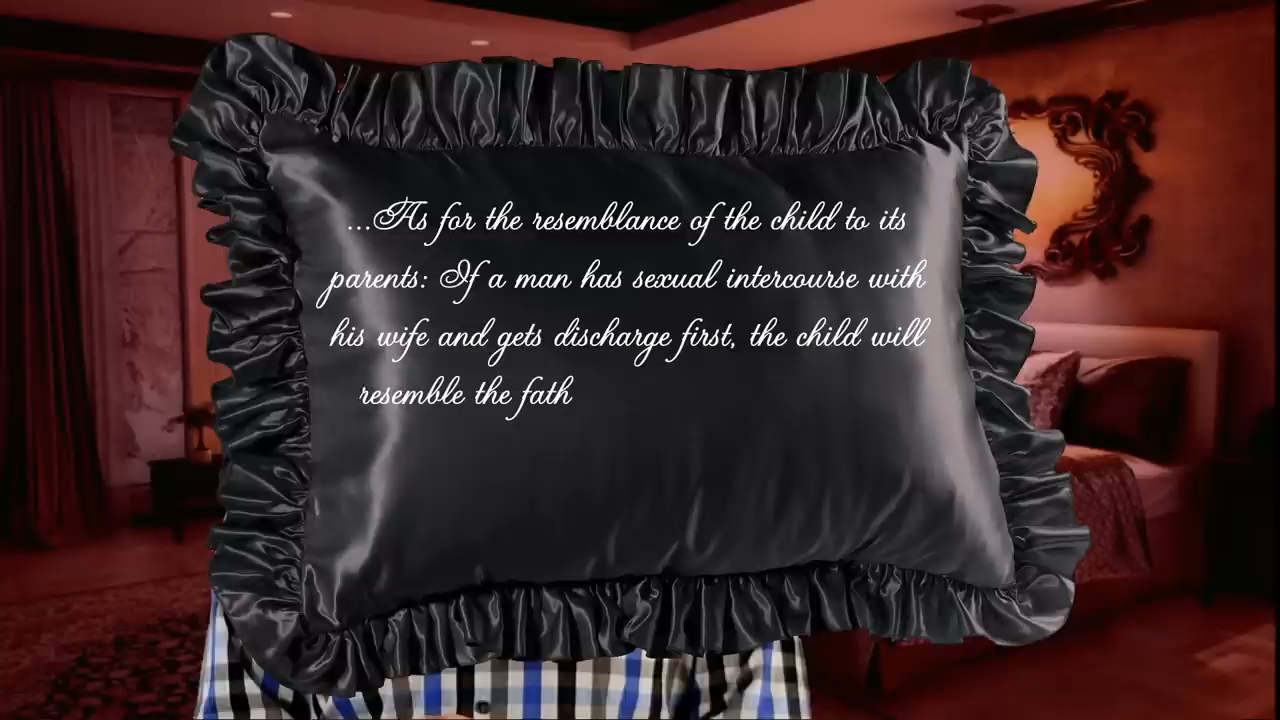 ...As for the resemblance of the child to its
parents: If a man has sexual intercourse with
his wife and gets discharge first, the child will
resemble the fath